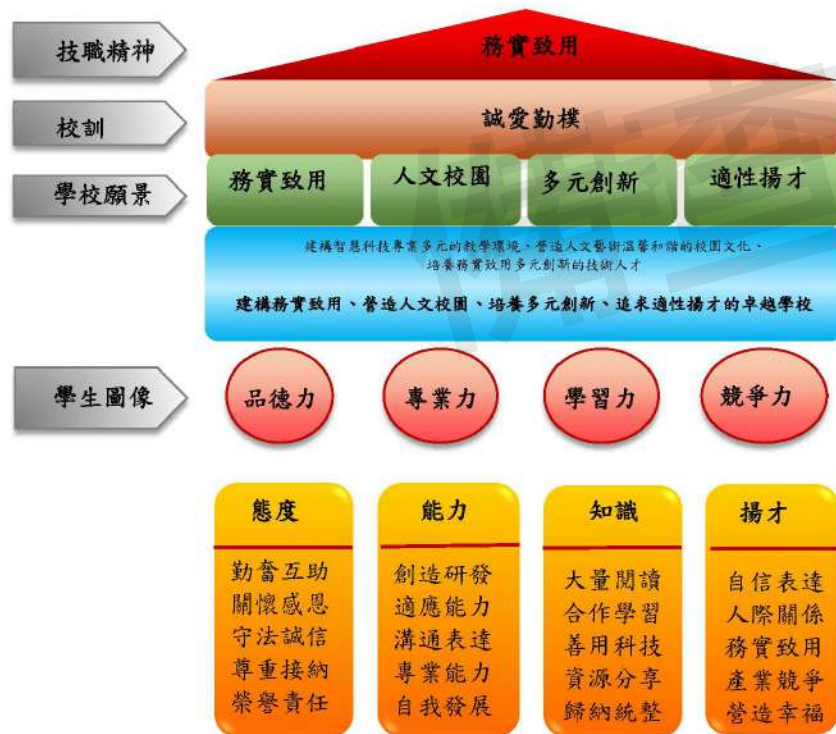 技職精神
務實致用
校訓
誠愛勤樸
學校願景
務實致用
人文校園
多元創新
適性揚才
建構智慧科技專業多元的教學環境、營造人文藝術溫馨和諧的校園文化、
培養務實致用多元創新的技術人才
建構務實致用、營造人文校園、培養多元創新、追求適性揚才的卓越學校
學生圖像
品德力
專業力
學習力
競爭力
態度
勤奮互助
關懷感恩
守法誠信
尊重接納
榮譽責任
能力
創造研發
適應能力
溝通表達
專業能力
自我發展
知識
大量閱讀
合作學習
善用科技
資源分享
歸納統整
揚才
自信表達
人際關係
務實致用
產業競爭
營造幸福